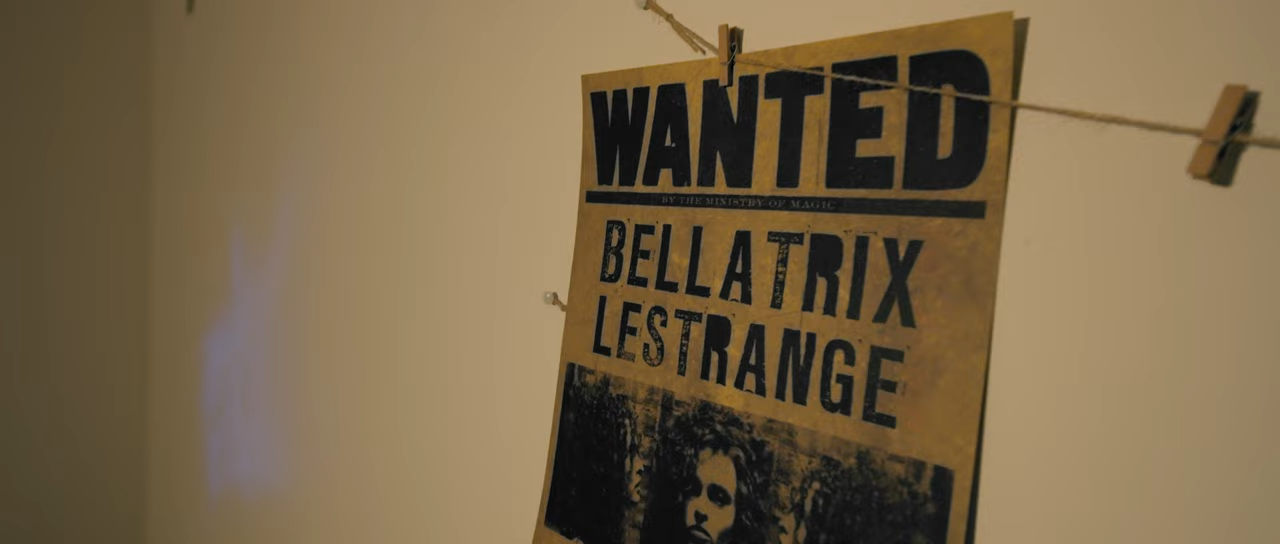 WANTED
BY THE MINISTRY OF MAGIC
BELLATRIX
LESTRANGE